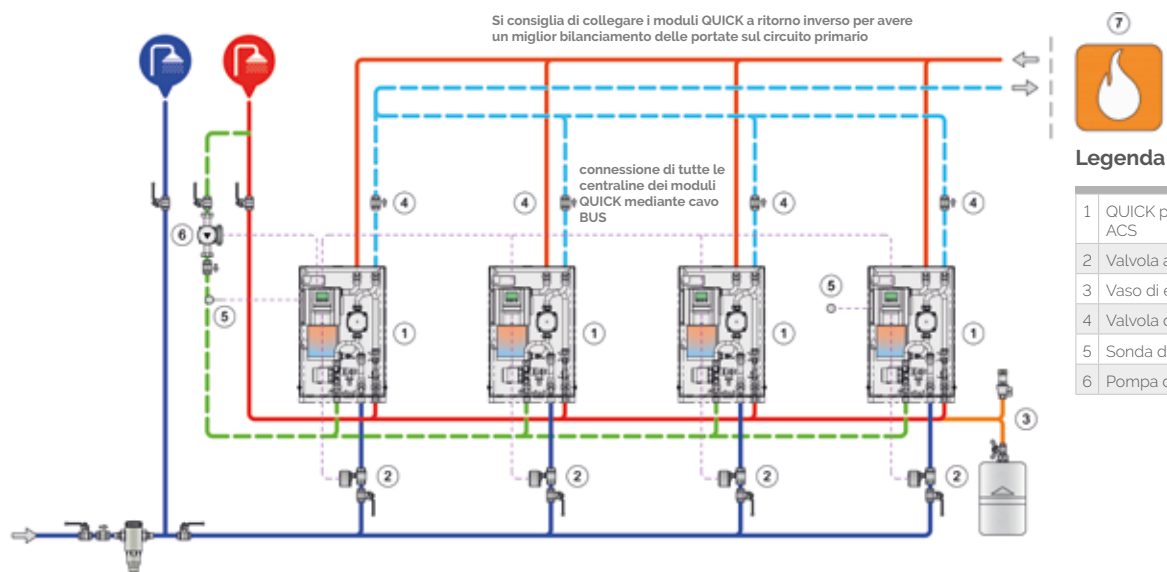 Si consiglia di collegare i moduli QUICK a ritorno inverso per avere
un miglior bilanciamento delle portate sul circuito primario
7
Legenda
connessione di tutte le
centraline dei moduli
QUICK mediante cavo
BUS
4
4
4
4
6
5
5
1
1
1
1
3
2
2
2
2
1 QUICK p
ACS
2 Valvola a
3 Vaso di e
4 Valvola
5 Sonda d
6 Pompa